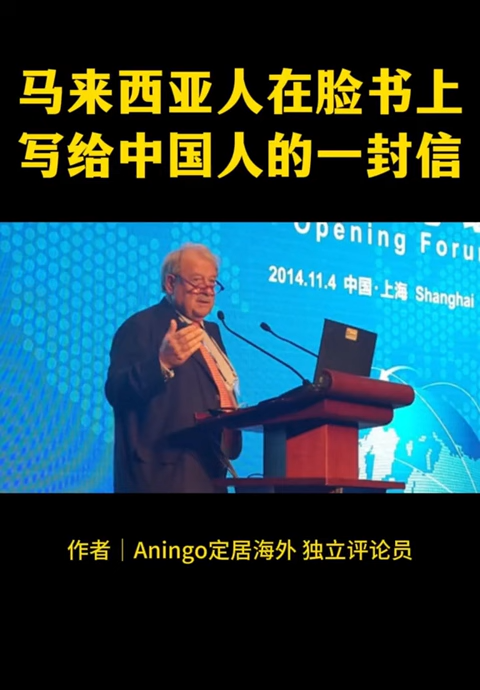 马来西亚人在脸书上
写给中国人的一封信
Opening Foru
2014.11.4 中国·上海 Shanghai
作者｜Aningo定居海外 独立评论员